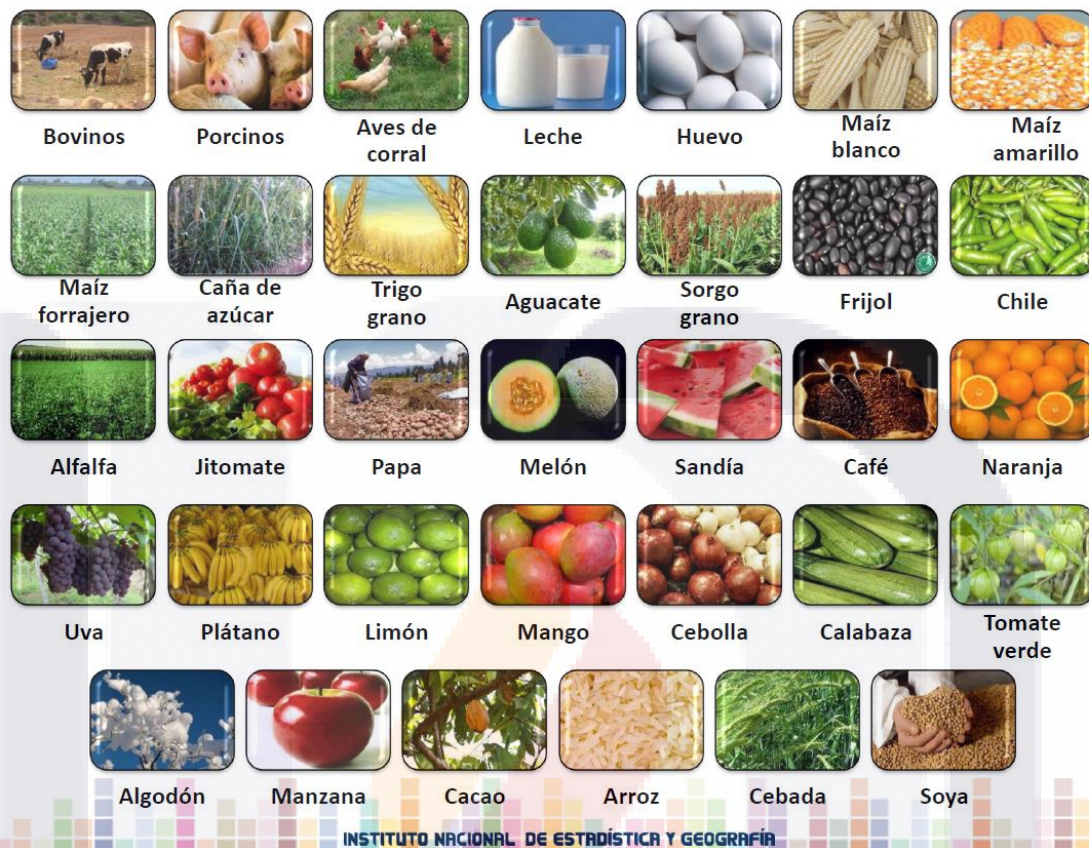 Bovinos
Porcinos
Aves de
corral
Leche
Huevo
Maíz
blanco
Maíz
amarillo
Maíz
forrajero
Caña de
azúcar
Trigo
grano
Aguacate
Sorgo
grano
Frijol
Chile
Alfalfa
Jitomate
Papa
Melón
Sandía
Café
Naranja
Uva
Plátano
Limón
Mango
Cebolla
Calabaza
Tomate
verde
Algodón
Manzana
Cacao
Arroz
Cebada
Soya
INSTITUTO NACIONAL DE ESTADÍSTICA Y GEOGRAFÍA